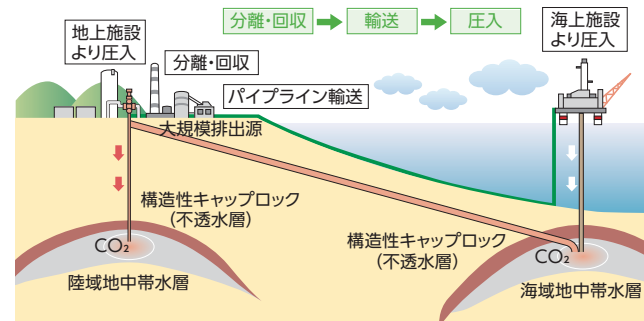 分離・回収
輸送
圧入
地上施設
より圧入
分離・回収
海上施設
より圧入
パイプライン輸送
大規模排出源
構造性キャップロック
(不透水層)
CO₂
陸域地中帯水層
構造性キャップロック
(不透水層)
CO₂
海域地中帯水層